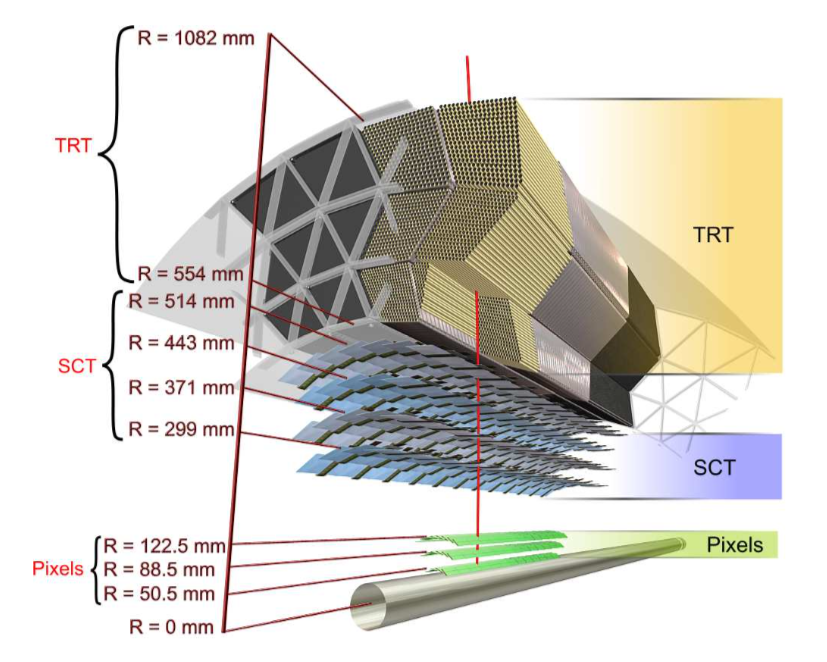 R = 1082 mm
TRT
R = 554 mm
R = 514 mm
R = 443 mm
SCT
R = 371 mm
R = 299 mm
R = 122.5 mm
Pixels
R = 88.5 mm
R = 50.5 mm
R = 0 mm
TRT
SCT
Pixels